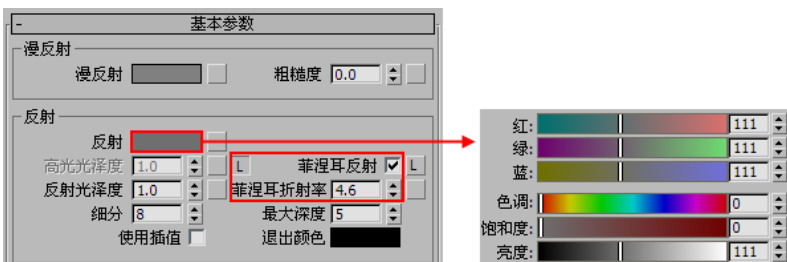 - 基本参数
漫反射
漫反射 粗糙度 0.0
反射
反射
高光光泽度 1.0 L 菲涅耳反射 L
反射光泽度 1.0 菲涅耳折射率 4.6
细分 8 最大深度 5
使用插值 退出颜色
红: 111
绿: 111
蓝: 111
色调: 0
饱和度: 0
亮度: 111